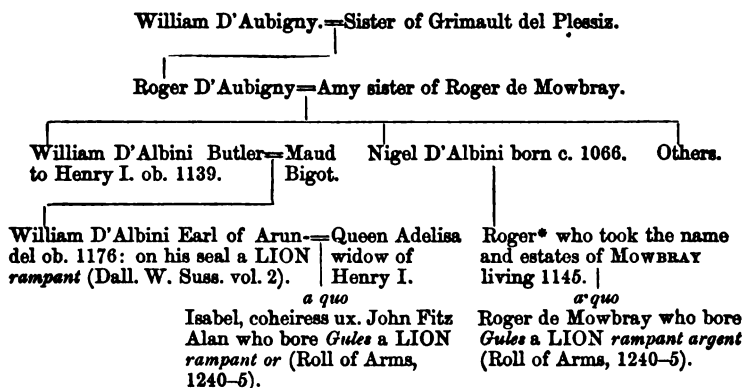 William D'Aubigny.=Sister of Grimault del Plessiz.
Roger D'Aubigny=Amy sister of Roger de Mowbray.
William D'Albini Butler=Maud
to Henry I. ob. 1139. Bigot.
Nigel D'Albini born c. 1066.
Others.
William D'Albini Earl of Arun-=Queen Adelisa
del ob. 1176: on his seal a LION widow of
rampant (Dall. W. Suss. vol. 2). Henry I.
a quo
Isabel, coheiress ux. John Fitz
Alan who bore Gules a LION
rampant or (Roll of Arms,
1240–5).
Roger* who took the name
and estates of MOWBRAY
living 1145.
a quo
Roger de Mowbray who bore
Gules a LION rampant argent
(Roll of Arms, 1240–5).